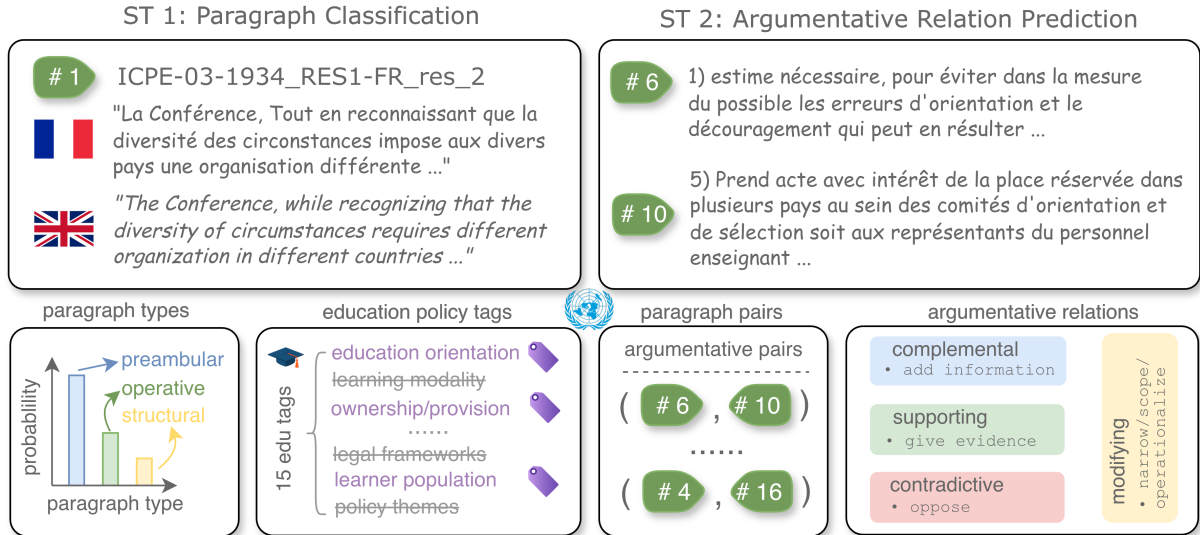 ST 1: Paragraph Classification
# 1
ICPE-03-1934_RES1-FR_res_2
"La Conférence, Tout en reconnaissant que la
diversité des circonstances impose aux divers
pays une organisation différente ..."
"The Conference, while recognizing that the
diversity of circumstances requires different
organization in different countries ..."
ST 2: Argumentative Relation Prediction
# 6
1) estime nécessaire, pour éviter dans la mesure
du possible les erreurs d'orientation et le
découragement qui peut en résulter ...
# 10
5) Prend acte avec intérêt de la place réservée dans
plusieurs pays au sein des comités d'orientation et
de sélection soit aux représentants du personnel
enseignant ...
paragraph types
probability
preambular
operative
structural
paragraph type
education policy tags
15 edu tags
education orientation
learning modality
ownership/provision
......
legal frameworks
learner population
policy themes
paragraph pairs
argumentative pairs
( # 6 , # 10 )
......
( # 4 , # 16 )
argumentative relations
complemental
• add information
supporting
• give evidence
contradictive
• oppose
modifying
• narrow/scope/
operationalize